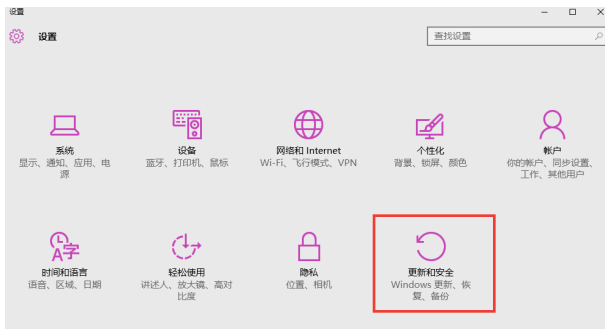 设置
设置
查找设置
系统
显示、通知、应用、电
源
设备
蓝牙、打印机、鼠标
网络和 Internet
Wi-Fi、飞行模式、VPN
个性化
背景、锁屏、颜色
帐户
你的帐户、同步设置、
工作、其他用户
时间和语言
语音、区域、日期
轻松使用
讲述人、放大镜、高对
比度
隐私
位置、相机
更新和安全
Windows 更新、恢
复、备份